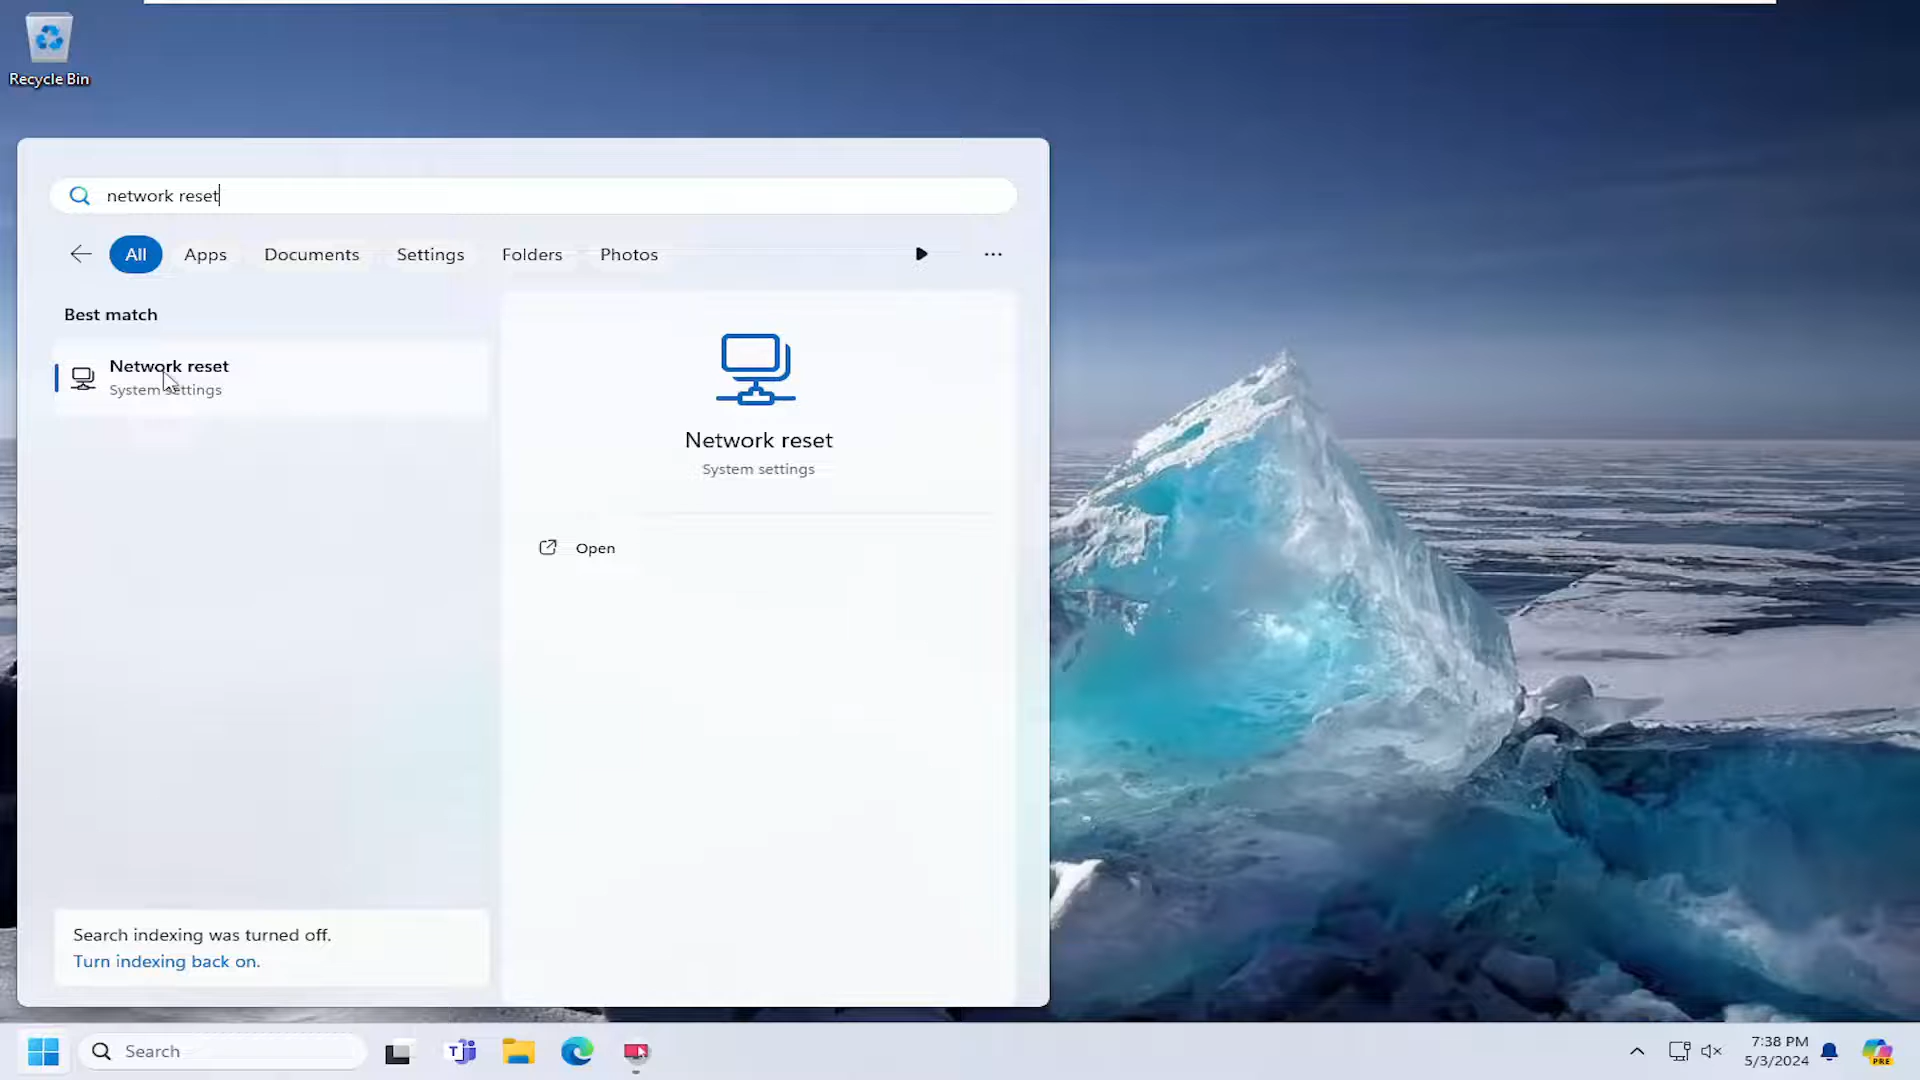 Recycle Bin
network reset
All
Apps
Documents
Settings
Folders
Photos
Best match
Network reset
System settings
Network reset
System settings
Open
Search indexing was turned off.
Turn indexing back on.
Search
7:38 PM
5/3/2024
PRE